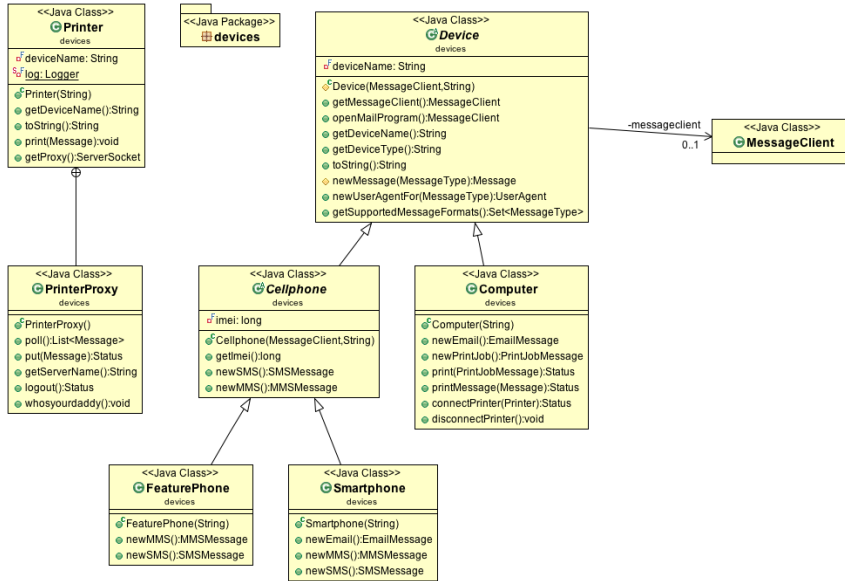 <<Java Class>>
Printer
devices
deviceName: String
log: Logger
Printer(String)
getDeviceName():String
toString():String
print(Message):void
getProxy():ServerSocket
<<Java Package>>
devices
<<Java Class>>
Device
devices
deviceName: String
Device(MessageClient,String)
getMessageClient():MessageClient
openMailProgram():MessageClient
getDeviceName():String
getDeviceType():String
toString():String
newMessage(MessageType):Message
newUserAgentFor(MessageType):UserAgent
getSupportedMessageFormats():Set<MessageType>
-messageclient
0..1
<<Java Class>>
MessageClient
<<Java Class>>
PrinterProxy
devices
PrinterProxy()
poll():List<Message>
put(Message):Status
getServerName():String
logout():Status
whosyourdaddy():void
<<Java Class>>
Cellphone
devices
imei: long
Cellphone(MessageClient,String)
getImei():long
newSMS():SMSMessage
newMMS():MMSMessage
<<Java Class>>
Computer
devices
Computer(String)
newEmail():EmailMessage
newPrintJob():PrintJobMessage
print(PrintJobMessage):Status
printMessage(Message):Status
connectPrinter(Printer):Status
disconnectPrinter():void
<<Java Class>>
FeaturePhone
devices
FeaturePhone(String)
newMMS():MMSMessage
newSMS():SMSMessage
<<Java Class>>
Smartphone
devices
Smartphone(String)
newEmail():EmailMessage
newMMS():MMSMessage
newSMS():SMSMessage